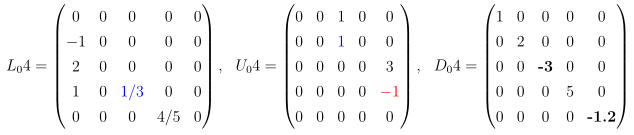 L₀4 = ( 0 0 0 0 0 ; −1 0 0 0 0 ; 2 0 0 0 0 ; 1 0 1/3 0 0 ; 0 0 0 4/5 0 ), U₀4 = ( 0 0 1 0 0 ; 0 0 1 0 0 ; 0 0 0 0 3 ; 0 0 0 0 −1 ; 0 0 0 0 0 ), D₀4 = ( 1 0 0 0 0 ; 0 2 0 0 0 ; 0 0 -3 0 0 ; 0 0 0 5 0 ; 0 0 0 0 -1.2 )